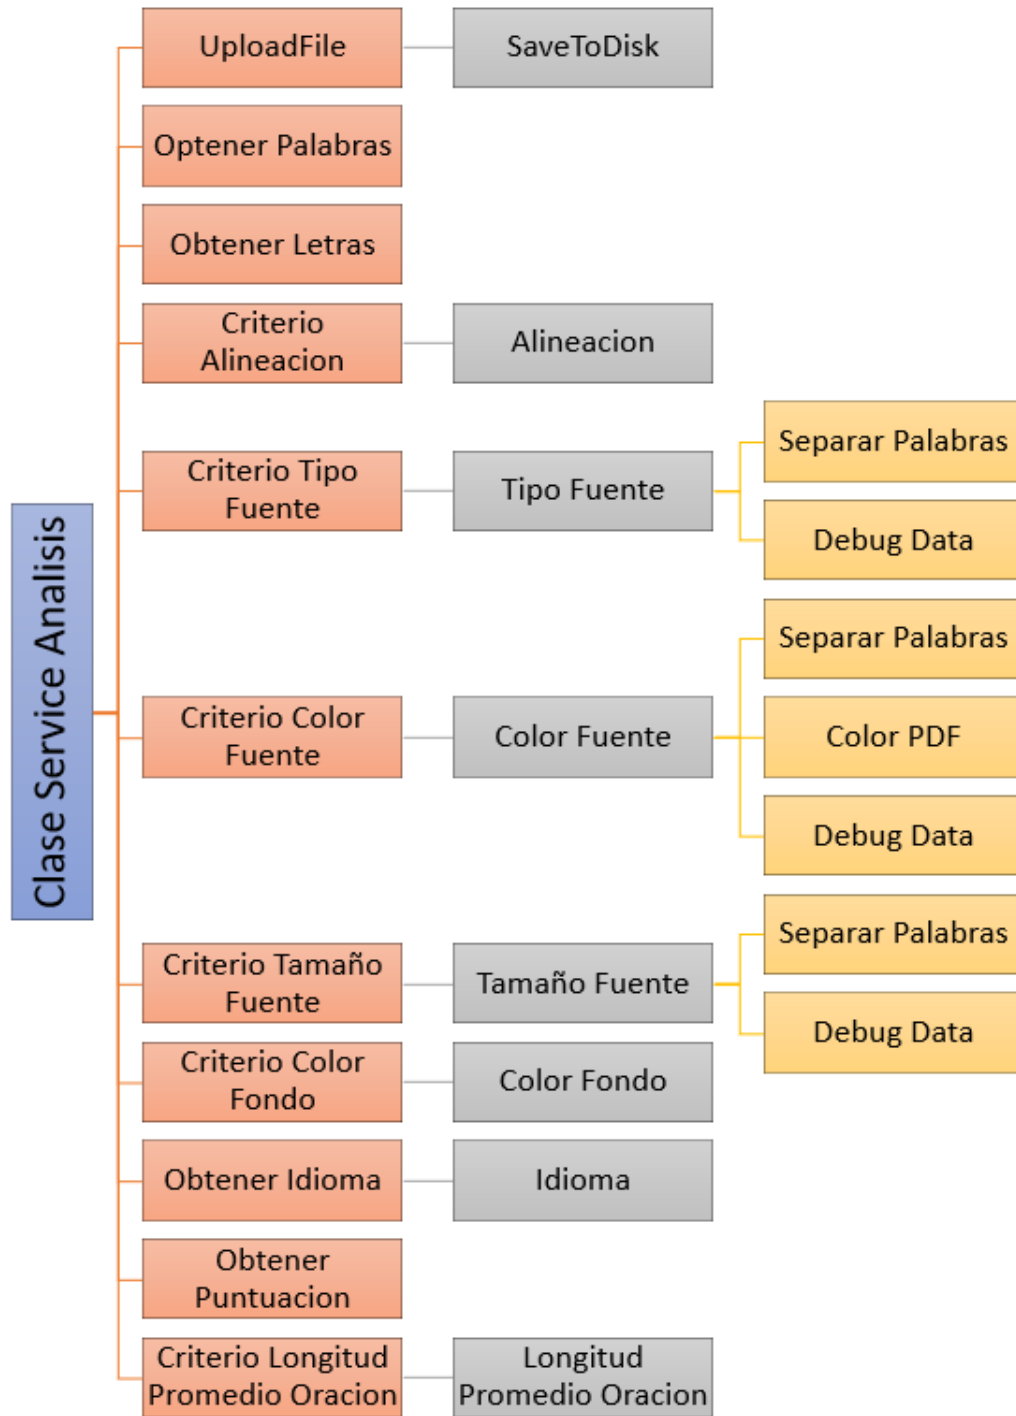 Clase Service Analisis
UploadFile
SaveToDisk
Optener Palabras
Obtener Letras
Criterio
Alineacion
Alineacion
Criterio Tipo
Fuente
Tipo Fuente
Separar Palabras
Debug Data
Criterio Color
Fuente
Color Fuente
Separar Palabras
Color PDF
Debug Data
Criterio Tamaño
Fuente
Tamaño Fuente
Separar Palabras
Debug Data
Criterio Color
Fondo
Color Fondo
Obtener Idioma
Idioma
Obtener
Puntuacion
Criterio Longitud
Promedio Oracion
Longitud
Promedio Oracion